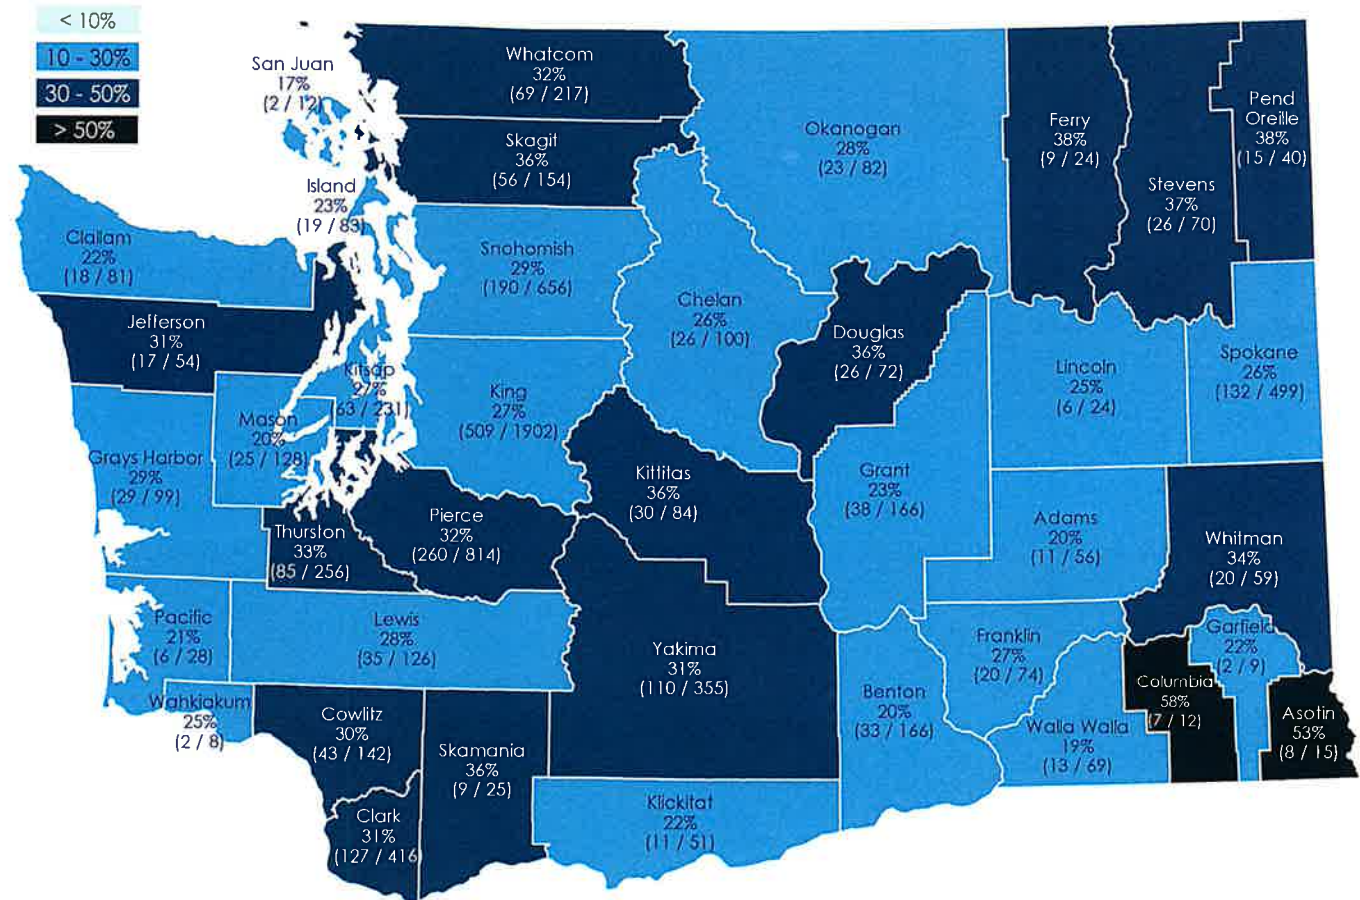 < 10%
10 - 30%
30 - 50%
> 50%
San Juan
17%
(2 / 12)
Whatcom
32%
(69 / 217)
Skagit
36%
(56 / 154)
Island
23%
(19 / 83)
Okanogan
28%
(23 / 82)
Ferry
38%
(9 / 24)
Stevens
37%
(26 / 70)
Pend
Oreille
38%
(15 / 40)
Clallam
22%
(18 / 81)
Snohomish
29%
(190 / 656)
Chelan
26%
(26 / 100)
Jefferson
31%
(17 / 54)
Douglas
36%
(26 / 72)
Lincoln
25%
(6 / 24)
Spokane
26%
(132 / 499)
Kitsap
27%
(63 / 231)
King
27%
(509 / 1902)
Mason
20%
(25 / 128)
Grays Harbor
29%
(29 / 99)
Kittitas
36%
(30 / 84)
Grant
23%
(38 / 166)
Adams
20%
(11 / 56)
Whitman
34%
(20 / 59)
Thurston
33%
(85 / 256)
Pierce
32%
(260 / 814)
Pacific
21%
(6 / 28)
Lewis
28%
(35 / 126)
Yakima
31%
(110 / 355)
Franklin
27%
(20 / 74)
Garfield
22%
(2 / 9)
Wahkiakum
25%
(2 / 8)
Cowlitz
30%
(43 / 142)
Skamania
36%
(9 / 25)
Benton
20%
(33 / 166)
Walla Walla
19%
(13 / 69)
Columbia
58%
(7 / 12)
Asotin
53%
(8 / 15)
Clark
31%
(127 / 416
Klickitat
22%
(11 / 51)